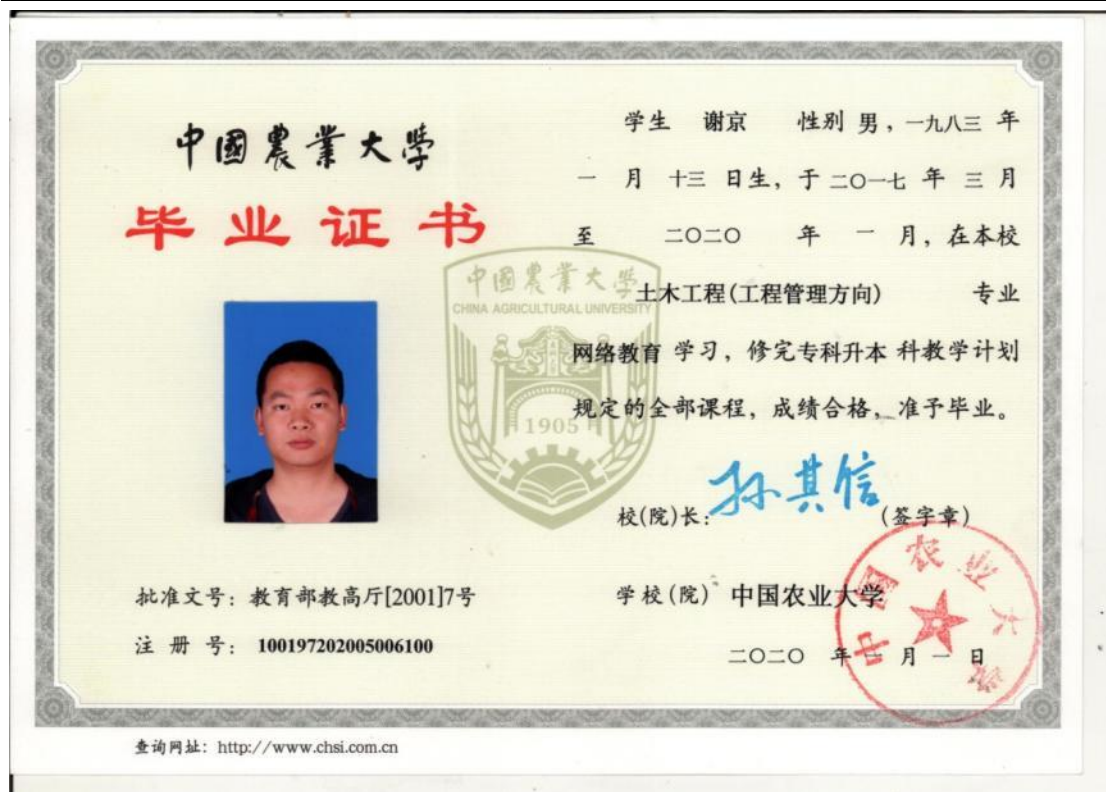 中國農業大學
毕业证书
学生 谢京 性别 男，一九八三 年
一 月 十三 日生，于 二〇一七 年 三 月
至 二〇二〇 年 一 月，在本校
土木工程(工程管理方向) 专业
网络教育 学习，修完专科升本 科教学计划
规定的全部课程，成绩合格，准予毕业。
中國農業大學
CHINA AGRICULTURAL UNIVERSITY
1905
校(院)长：孙其信 (签字章)
批准文号：教育部教高厅[2001]7号
注 册 号：100197202005006100
学校(院) 中国农业大学
二〇二〇 年 一 月 一 日
中国农业大学
查询网址：http://www.chsi.com.cn